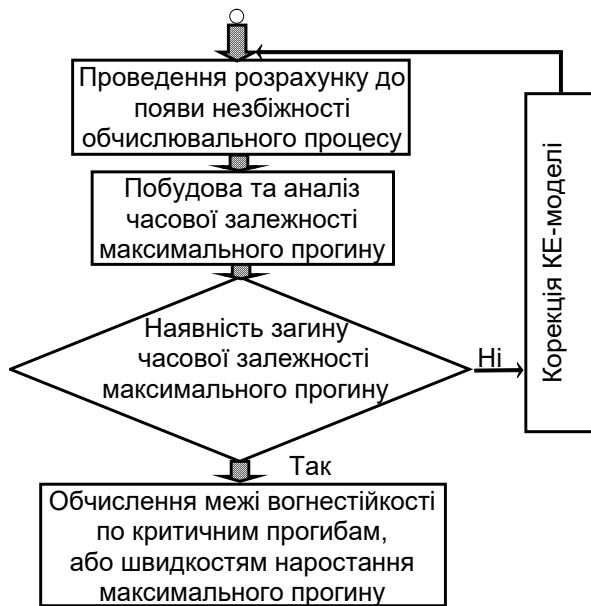 Проведення розрахунку до
появи незбіжності
обчислювального процесу
Побудова та аналіз
часової залежності
максимального прогину
Наявність загину
часової залежності
максимального прогину
Ні
Корекція КЕ-моделі
Так
Обчислення межі вогнестійкості
по критичним прогибам,
або швидкостям наростання
максимального прогину